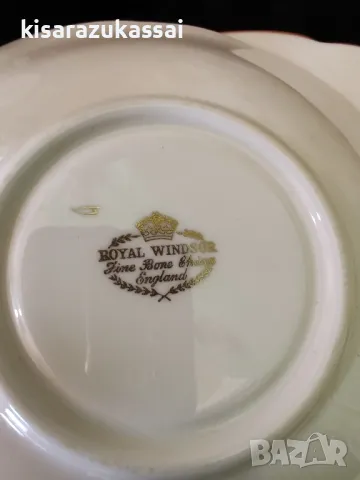 kisarazukassai
ROYAL WINDSOR
Fine Bone China
England
BAZAR